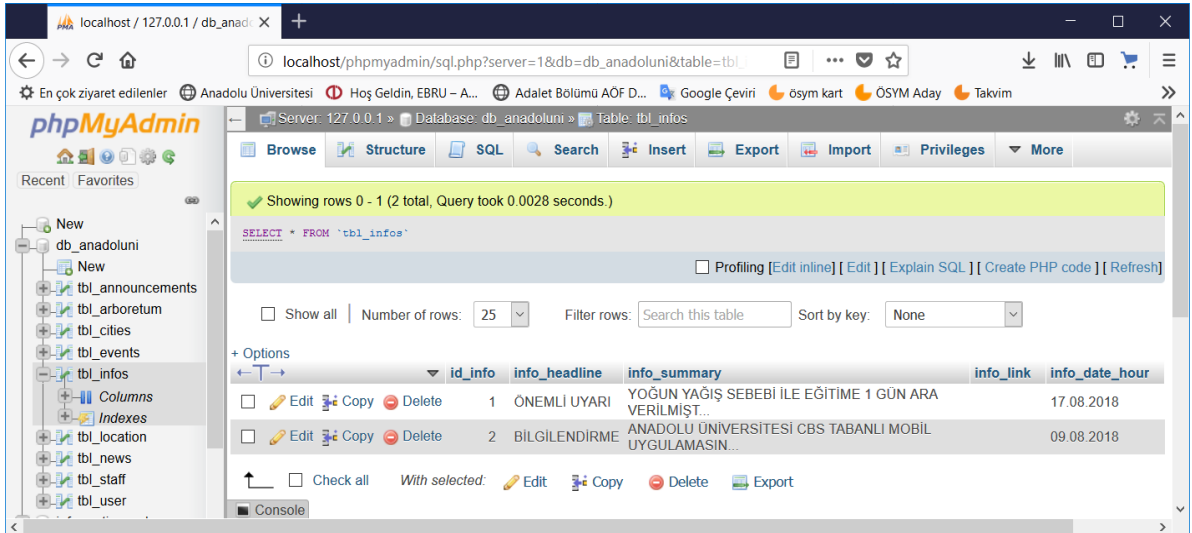 localhost / 127.0.0.1 / db_anad
localhost/phpmyadmin/sql.php?server=1&db=db_anadoluni&table=tbl_
En çok ziyaret edilenler Anadolu Üniversitesi Hoş Geldin, EBRU – A... Adalet Bölümü AÖF D... Google Çeviri ösym kart ÖSYM Aday Takvim
phpMyAdmin
Recent Favorites
New
db_anadoluni
New
tbl_announcements
tbl_arboretum
tbl_cities
tbl_events
tbl_infos
Columns
Indexes
tbl_location
tbl_news
tbl_staff
tbl_user
Server: 127.0.0.1 » Database: db_anadoluni » Table: tbl_infos
Browse Structure SQL Search Insert Export Import Privileges More
Showing rows 0 - 1 (2 total, Query took 0.0028 seconds.)
SELECT * FROM `tbl_infos`
Profiling [Edit inline] [ Edit ] [ Explain SQL ] [ Create PHP code ] [ Refresh]
Show all Number of rows: 25 Filter rows: Search this table Sort by key: None
+ Options
id_info info_headline info_summary info_link info_date_hour
Edit Copy Delete 1 ÖNEMLİ UYARI YOĞUN YAĞIŞ SEBEBİ İLE EĞİTİME 1 GÜN ARA 17.08.2018
VERİLMİŞT...
Edit Copy Delete 2 BİLGİLENDİRME ANADOLU ÜNİVERSİTESİ CBS TABANLI MOBİL 09.08.2018
UYGULAMASIN...
Check all With selected: Edit Copy Delete Export
Console